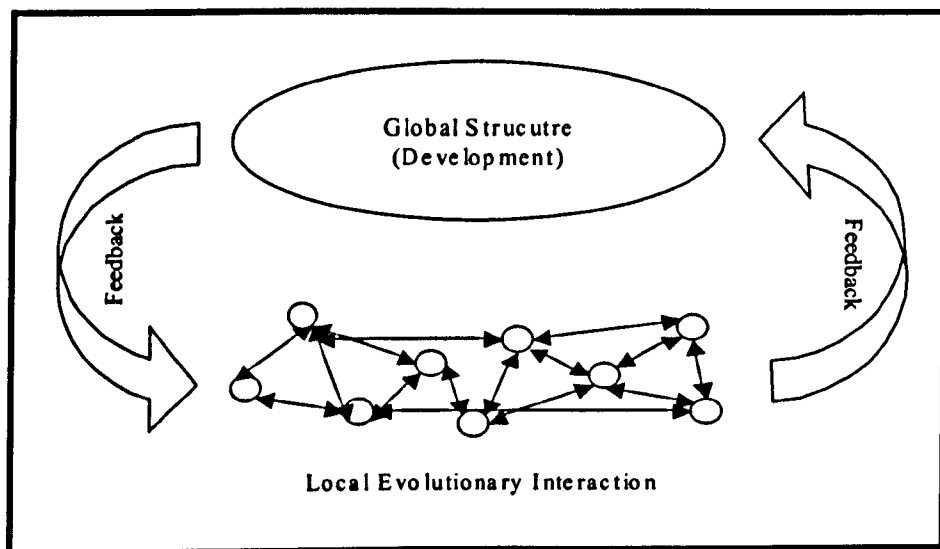 Global Strucutre
(Development)
Feedback
Feedback
Local Evolutionary Interaction